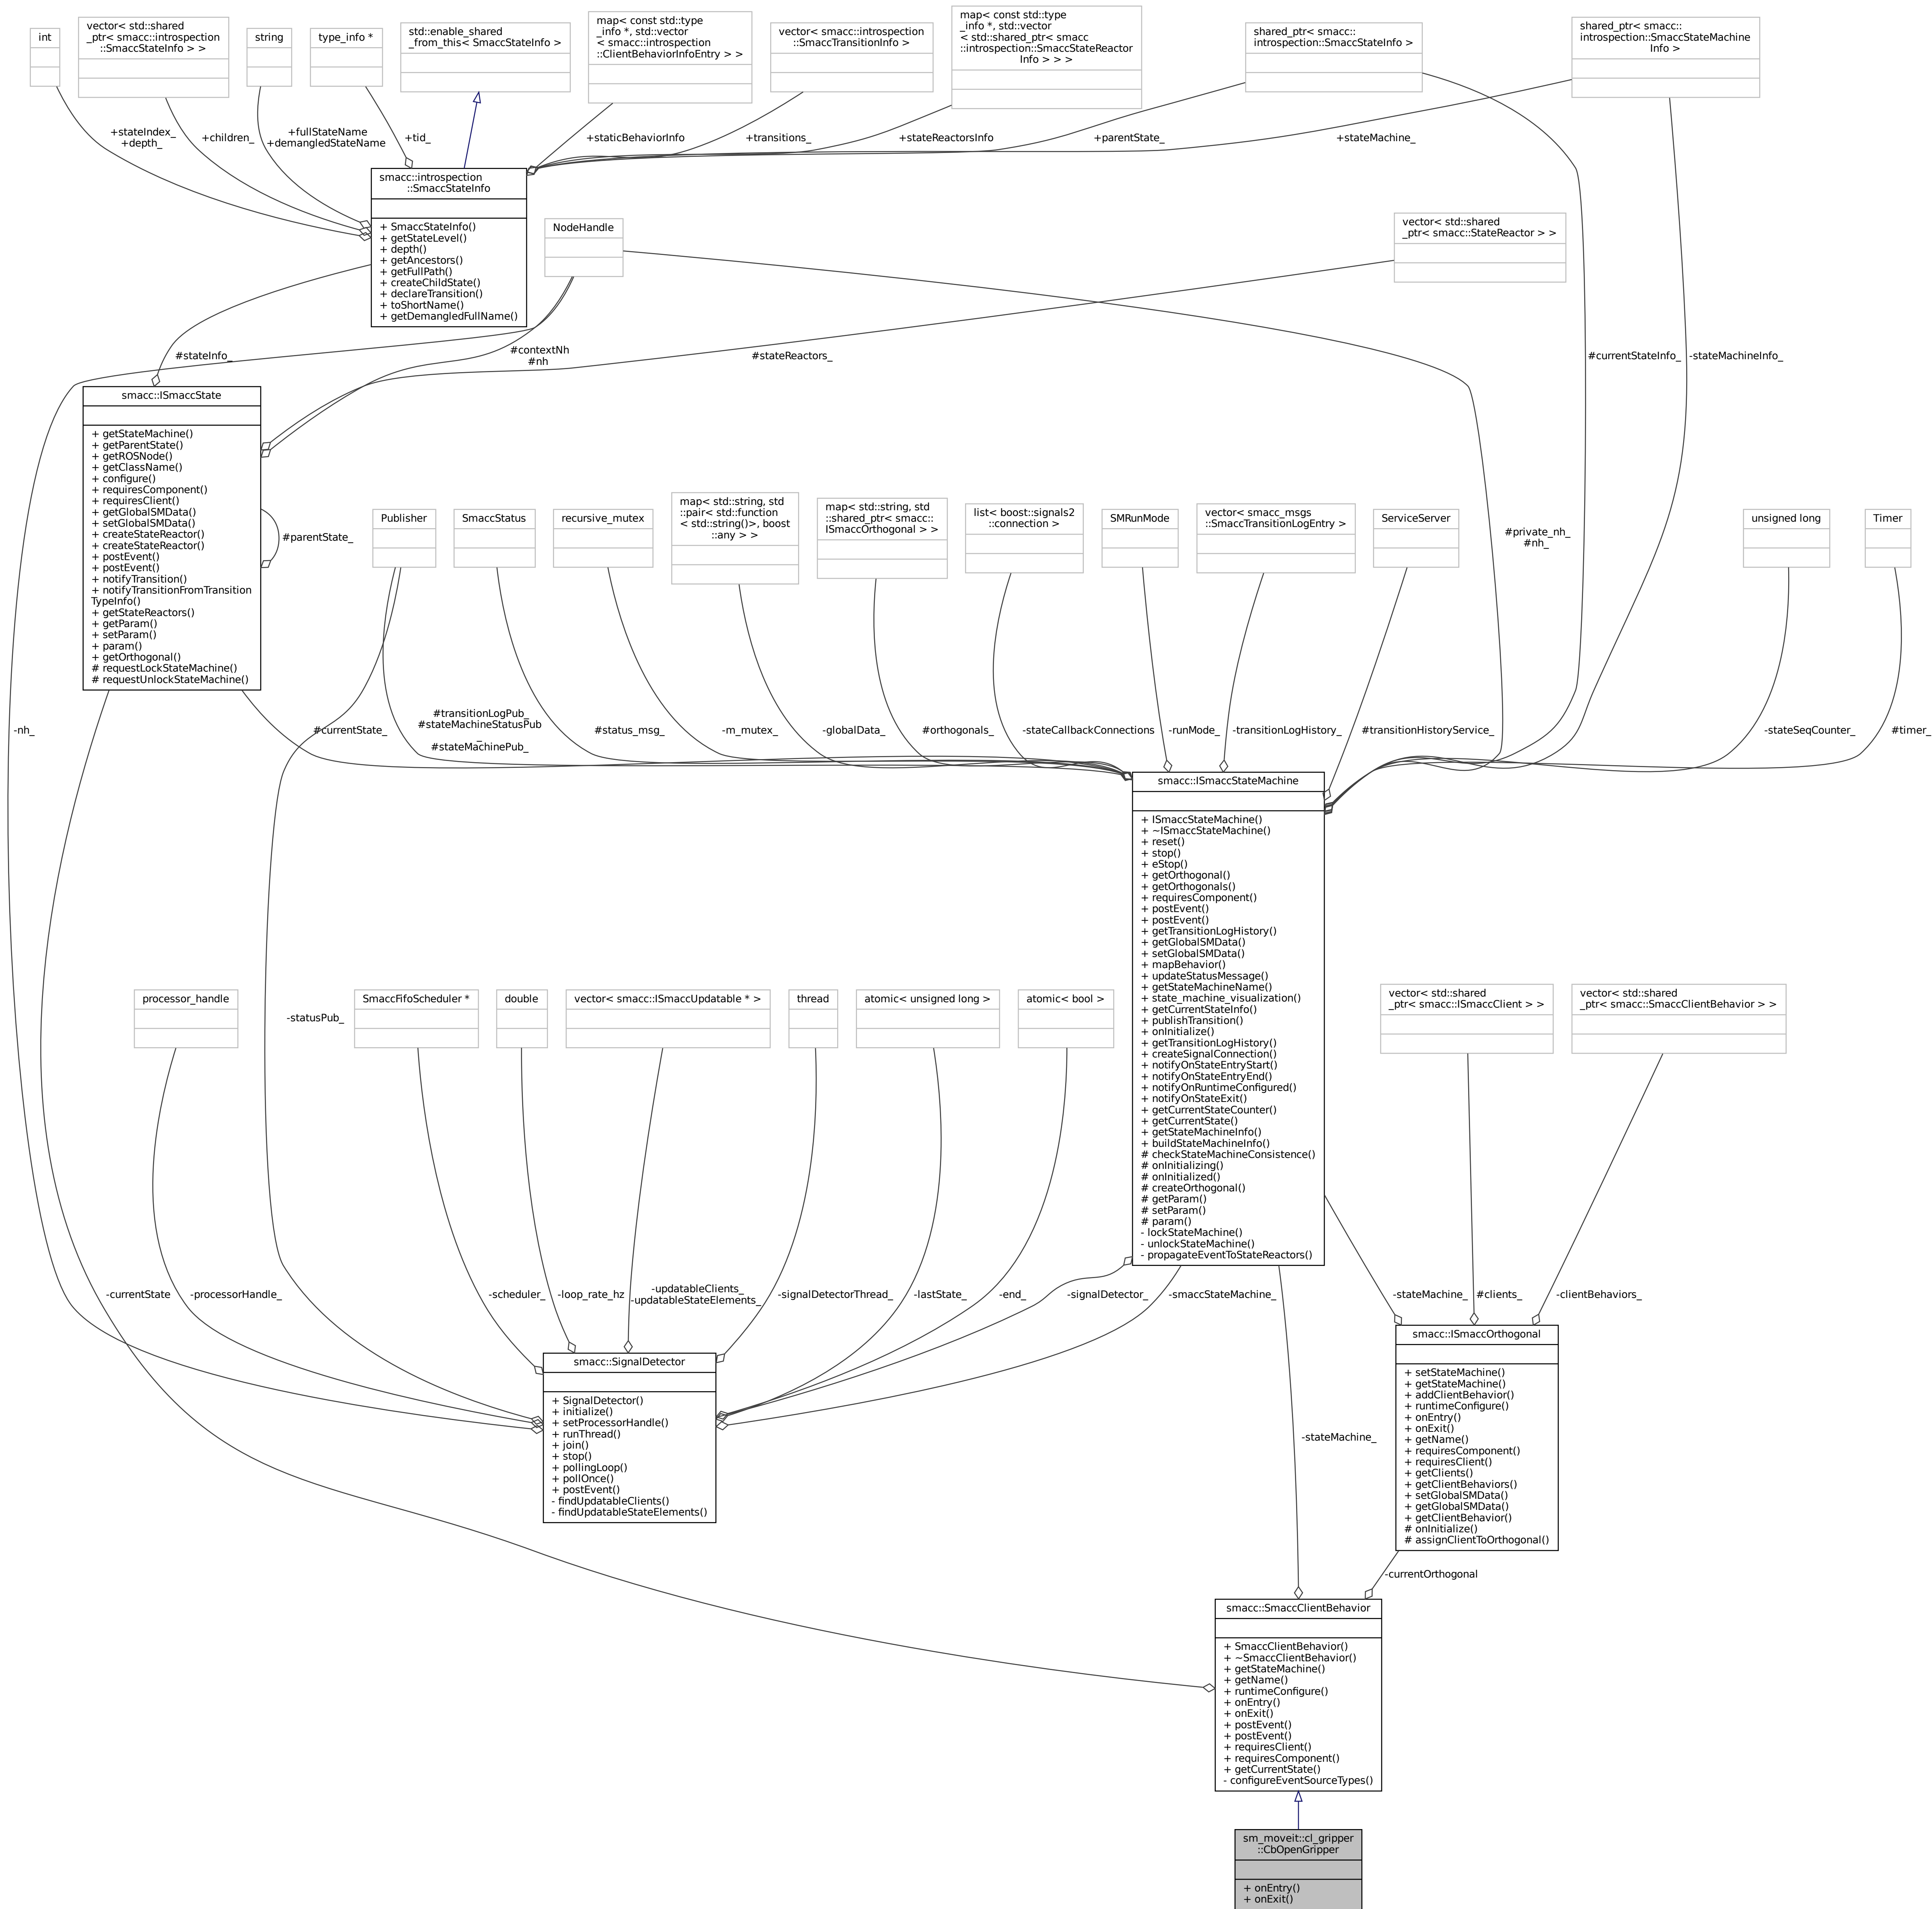 int
vector< std::shared
_ptr< smacc::introspection
::SmaccStateInfo > >
string
type_info *
std::enable_shared
_from_this< SmaccStateInfo >
map< const std::type
_info *, std::vector
< smacc::introspection
::ClientBehaviorInfoEntry > >
vector< smacc::introspection
::SmaccTransitionInfo >
map< const std::type
_info *, std::vector
< std::shared_ptr< smacc
::introspection::SmaccStateReactor
Info > > >
shared_ptr< smacc::
introspection::SmaccStateInfo >
shared_ptr< smacc::
introspection::SmaccStateMachine
Info >
+stateIndex_
+depth_
+children_
+fullStateName
+demangledStateName
+tid_
+staticBehaviorInfo
+transitions_
+stateReactorsInfo
+parentState_
+stateMachine_
smacc::introspection
::SmaccStateInfo
+ SmaccStateInfo()
+ getStateLevel()
+ depth()
+ getAncestors()
+ getFullPath()
+ createChildState()
+ declareTransition()
+ toShortName()
+ getDemangledFullName()
NodeHandle
vector< std::shared
_ptr< smacc::StateReactor > >
#stateInfo_
#contextNh
#nh
#stateReactors_
#currentStateInfo_
-stateMachineInfo_
smacc::ISmaccState
+ getStateMachine()
+ getParentState()
+ getROSNode()
+ getClassName()
+ configure()
+ requiresComponent()
+ requiresClient()
+ getGlobalSMData()
+ setGlobalSMData()
+ createStateReactor()
+ createStateReactor()
+ postEvent()
+ postEvent()
+ notifyTransition()
+ notifyTransitionFromTransition
TypeInfo()
+ getStateReactors()
+ getParam()
+ setParam()
+ param()
+ getOrthogonal()
# requestLockStateMachine()
# requestUnlockStateMachine()
#parentState_
Publisher
SmaccStatus
recursive_mutex
map< std::string, std
::pair< std::function
< std::string()>, boost
::any > >
map< std::string, std
::shared_ptr< smacc::
ISmaccOrthogonal > >
list< boost::signals2
::connection >
SMRunMode
vector< smacc_msgs
::SmaccTransitionLogEntry >
ServiceServer
#private_nh_
#nh_
unsigned long
Timer
-nh_
#currentState_
#transitionLogPub_
#stateMachineStatusPub
_
#stateMachinePub_
#status_msg_
-m_mutex_
-globalData_
#orthogonals_
-stateCallbackConnections
-runMode_
-transitionLogHistory_
#transitionHistoryService_
-stateSeqCounter_
#timer_
smacc::ISmaccStateMachine
+ ISmaccStateMachine()
+ ~ISmaccStateMachine()
+ reset()
+ stop()
+ eStop()
+ getOrthogonal()
+ getOrthogonals()
+ requiresComponent()
+ postEvent()
+ postEvent()
+ getTransitionLogHistory()
+ getGlobalSMData()
+ setGlobalSMData()
+ mapBehavior()
+ updateStatusMessage()
+ getStateMachineName()
+ state_machine_visualization()
+ getCurrentStateInfo()
+ publishTransition()
+ onInitialize()
+ getTransitionLogHistory()
+ createSignalConnection()
+ notifyOnStateEntryStart()
+ notifyOnStateEntryEnd()
+ notifyOnRuntimeConfigured()
+ notifyOnStateExit()
+ getCurrentStateCounter()
+ getCurrentState()
+ getStateMachineInfo()
+ buildStateMachineInfo()
# checkStateMachineConsistence()
# onInitializing()
# onInitialized()
# createOrthogonal()
# getParam()
# setParam()
# param()
- lockStateMachine()
- unlockStateMachine()
- propagateEventToStateReactors()
processor_handle
-statusPub_
SmaccFifoScheduler *
double
vector< smacc::ISmaccUpdatable * >
thread
atomic< unsigned long >
atomic< bool >
vector< std::shared
_ptr< smacc::ISmaccClient > >
vector< std::shared
_ptr< smacc::SmaccClientBehavior > >
-currentState
-processorHandle_
-scheduler_
-loop_rate_hz
-updatableClients_
-updatableStateElements_
-signalDetectorThread_
-lastState_
-end_
-signalDetector_
-smaccStateMachine_
-stateMachine_
#clients_
-clientBehaviors_
smacc::SignalDetector
+ SignalDetector()
+ initialize()
+ setProcessorHandle()
+ runThread()
+ join()
+ stop()
+ pollingLoop()
+ pollOnce()
+ postEvent()
- findUpdatableClients()
- findUpdatableStateElements()
-stateMachine_
smacc::ISmaccOrthogonal
+ setStateMachine()
+ getStateMachine()
+ addClientBehavior()
+ runtimeConfigure()
+ onEntry()
+ onExit()
+ getName()
+ requiresComponent()
+ requiresClient()
+ getClients()
+ getClientBehaviors()
+ setGlobalSMData()
+ getGlobalSMData()
+ getClientBehavior()
# onInitialize()
# assignClientToOrthogonal()
-currentOrthogonal
smacc::SmaccClientBehavior
+ SmaccClientBehavior()
+ ~SmaccClientBehavior()
+ getStateMachine()
+ getName()
+ runtimeConfigure()
+ onEntry()
+ onExit()
+ postEvent()
+ postEvent()
+ requiresClient()
+ requiresComponent()
+ getCurrentState()
- configureEventSourceTypes()
sm_moveit::cl_gripper
::CbOpenGripper
+ onEntry()
+ onExit()